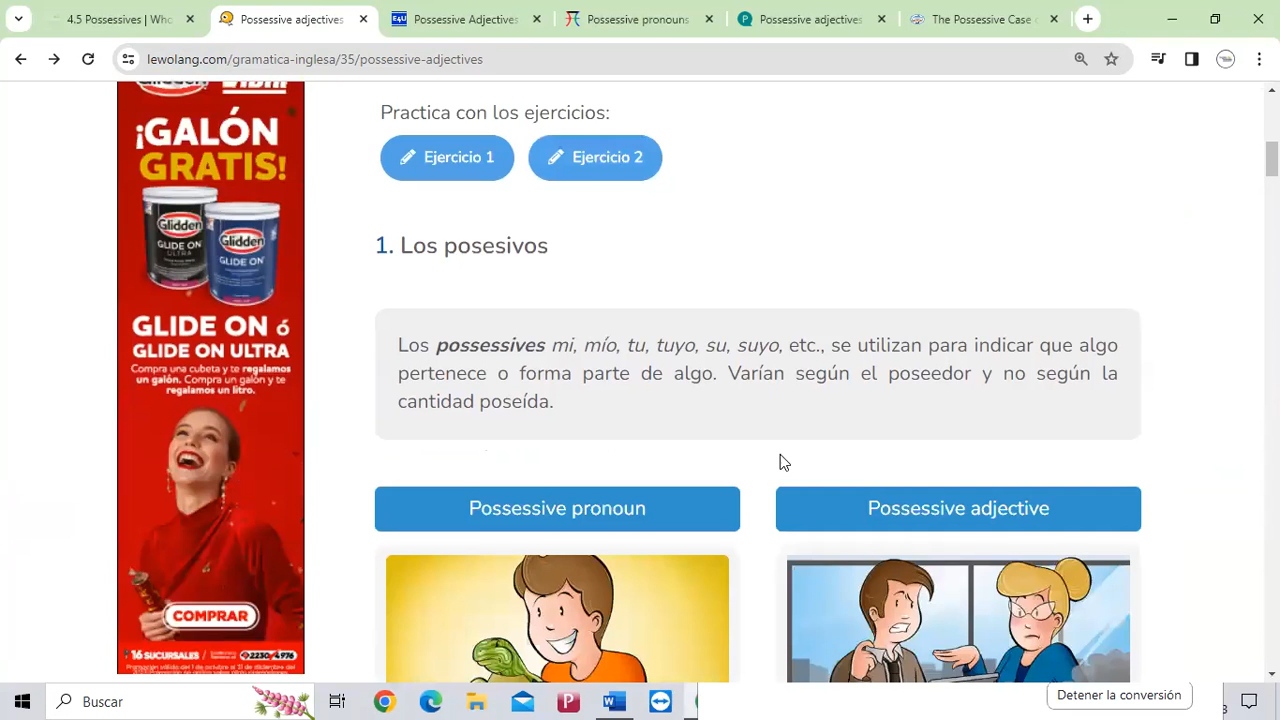 4.5 Possessives | Who
Possessive adjectives
E4U Possessive Adjectives
Possessive pronouns
Possessive adjectives
The Possessive Case
lewolang.com/gramatica-inglesa/35/possessive-adjectives
Glidden
¡GALÓN
GRATIS!
Glidden
GLIDE ON
ULTRA
Glidden
GLIDE ON
GLIDE ON ó
GLIDE ON ULTRA
Compra una cubeta y te regalamos
un galón. Compra un galón y te
regalamos un litro.
COMPRAR
16 SUCURSALES
Practica con los ejercicios:
Ejercicio 1
Ejercicio 2
1. Los posesivos
Los possessives mi, mío, tu, tuyo, su, suyo, etc., se utilizan para indicar que algo
pertenece o forma parte de algo. Varían según el poseedor y no según la
cantidad poseída.
Possessive pronoun
Possessive adjective
Buscar
Detener la conversión